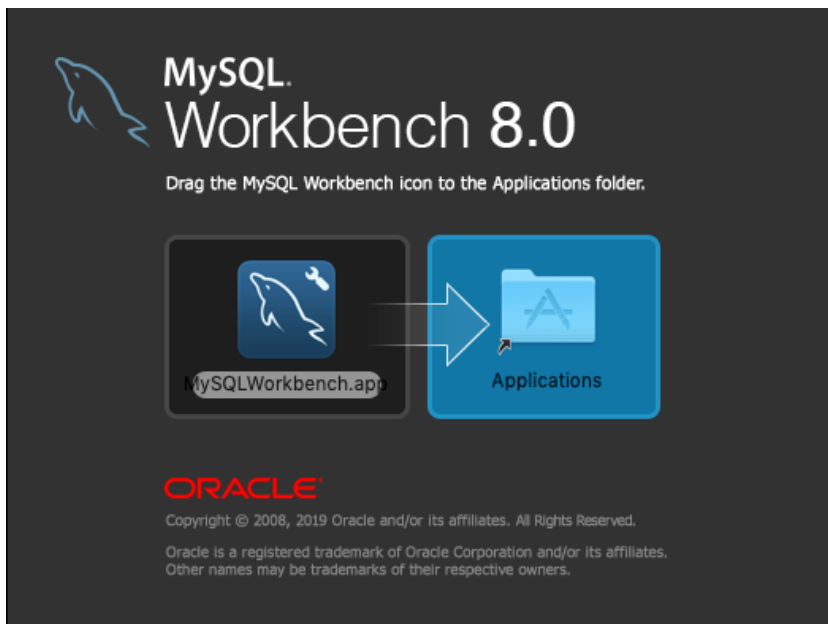 MySQL.
Workbench 8.0
Drag the MySQL Workbench icon to the Applications folder.
MySQLWorkbench.app
Applications
ORACLE
Copyright © 2008, 2019 Oracle and/or its affiliates. All Rights Reserved.
Oracle is a registered trademark of Oracle Corporation and/or its affiliates.
Other names may be trademarks of their respective owners.